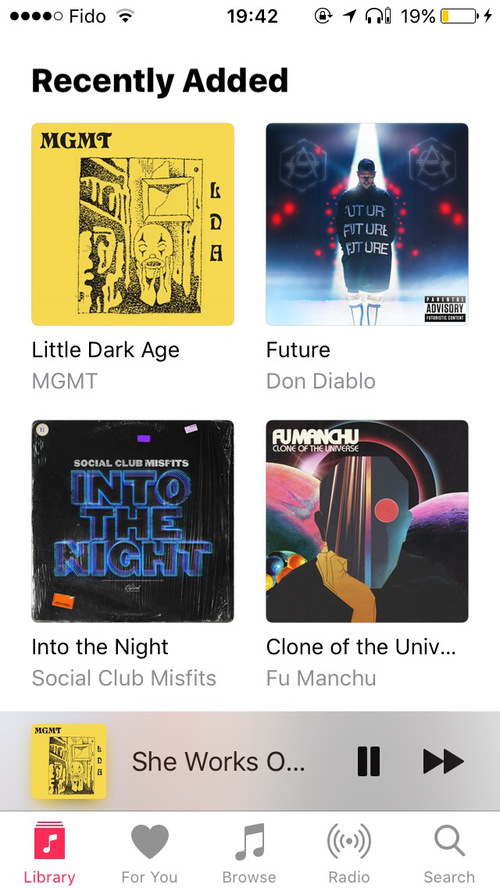 Fido 19:42 19%
Recently Added
MGMT
L
D
A
FUTURE
FUTURE
FUTURE
PARENTAL
ADVISORY
FUTURISTIC CONTENT
Little Dark Age
MGMT
Future
Don Diablo
SOCIAL CLUB MISFITS
INTO
THE
NIGHT
FU MANCHU
CLONE OF THE UNIVERSE
Into the Night
Social Club Misfits
Clone of the Univ...
Fu Manchu
MGMT
L
D
A
She Works O...
Library
For You
Browse
Radio
Search